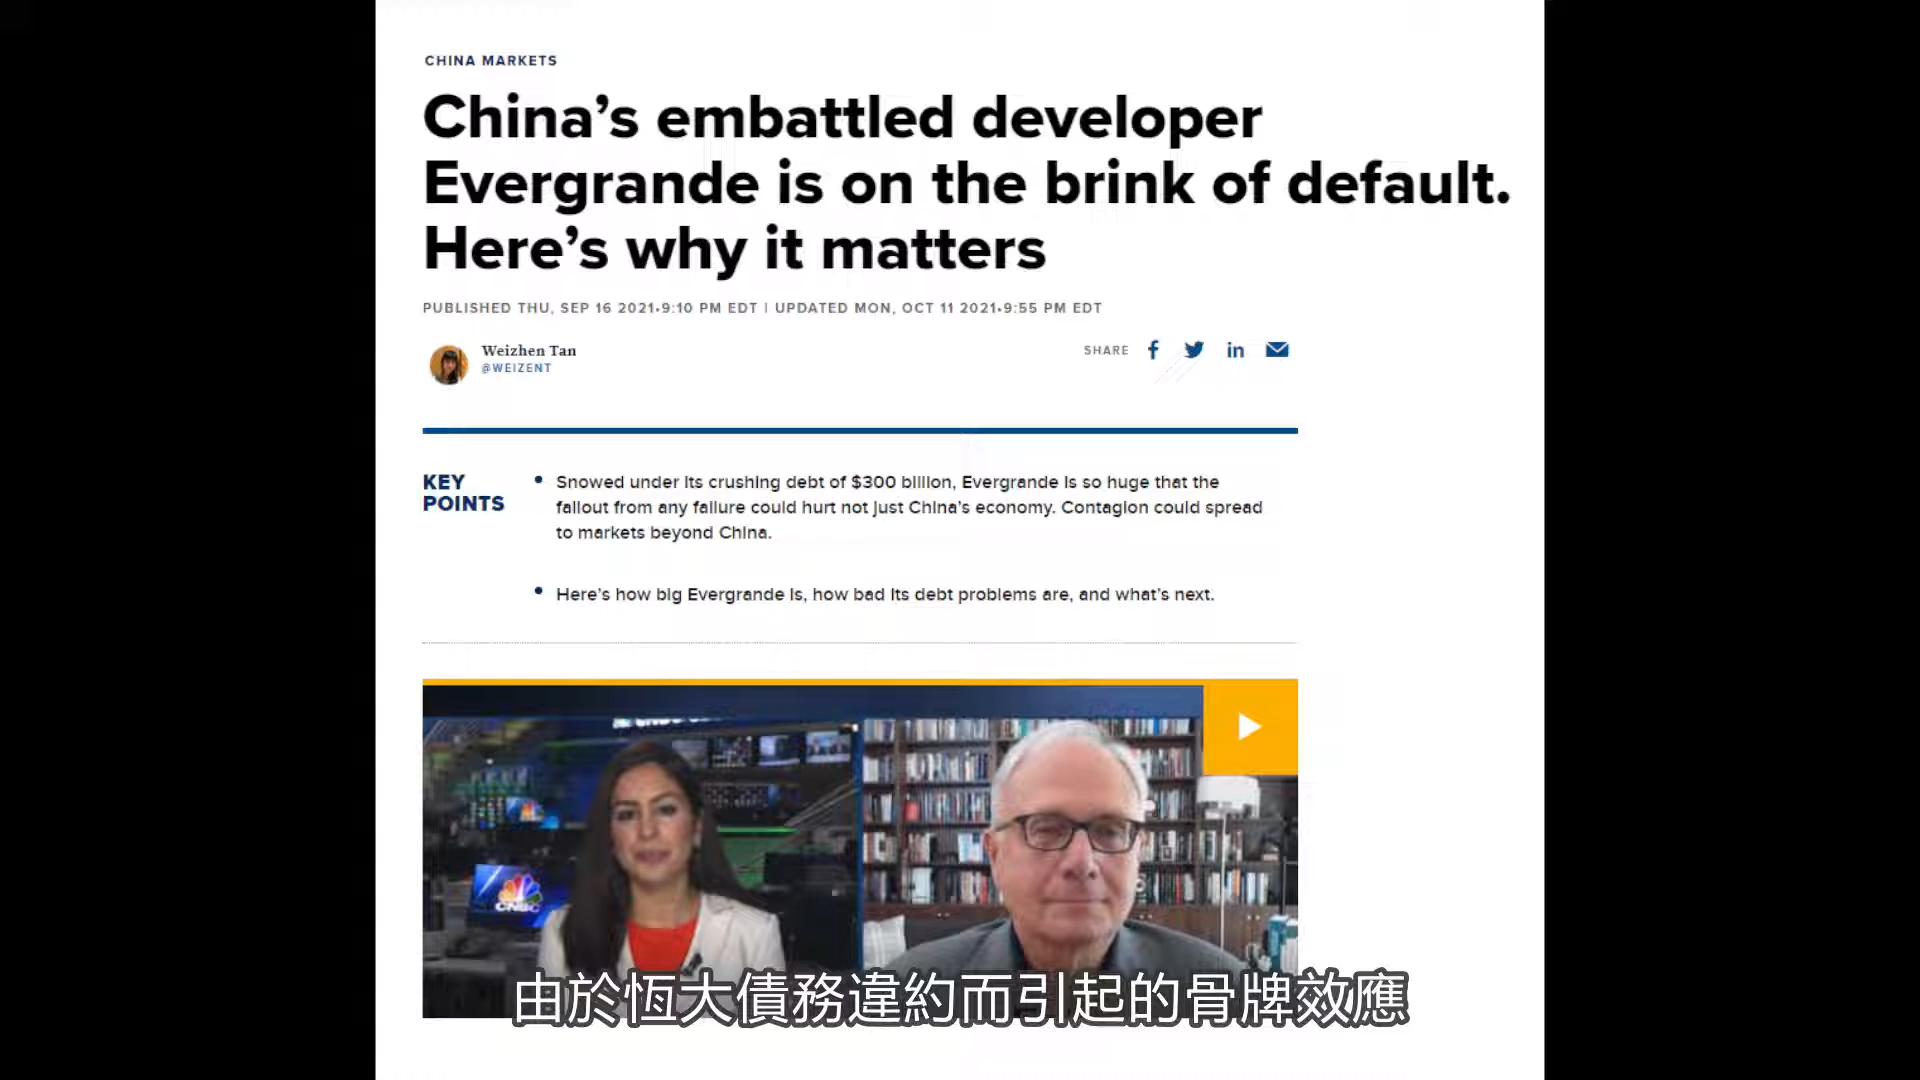 CHINA MARKETS
China's embattled developer
Evergrande is on the brink of default.
Here's why it matters
PUBLISHED THU, SEP 16 2021•9:10 PM EDT | UPDATED MON, OCT 11 2021•9:55 PM EDT
Weizhen Tan
@WEIZENT
SHARE
KEY
POINTS
• Snowed under its crushing debt of $300 billion, Evergrande is so huge that the
fallout from any failure could hurt not just China's economy. Contagion could spread
to markets beyond China.
• Here's how big Evergrande is, how bad its debt problems are, and what's next.
CNBC
由於恆大債務違約而引起的骨牌效應